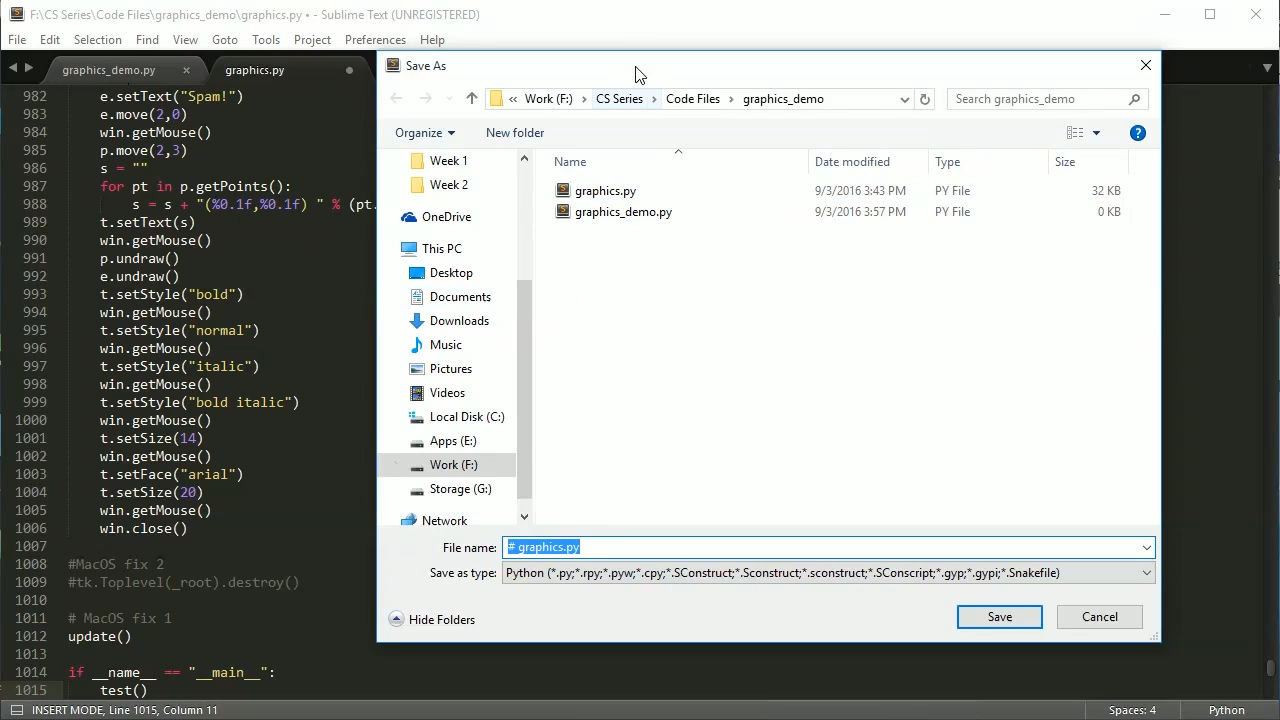 F:\CS Series\Code Files\graphics_demo\graphics.py • - Sublime Text (UNREGISTERED)
File Edit Selection Find View Goto Tools Project Preferences Help
graphics_demo.py × graphics.py
982 e.setText("Spam!")
983 e.move(2,0)
984 win.getMouse()
985 p.move(2,3)
986 s = ""
987 for pt in p.getPoints():
988 s = s + "(%0.1f,%0.1f) " % (pt.
989 t.setText(s)
990 win.getMouse()
991 p.undraw()
992 e.undraw()
993 t.setStyle("bold")
994 win.getMouse()
995 t.setStyle("normal")
996 win.getMouse()
997 t.setStyle("italic")
998 win.getMouse()
999 t.setStyle("bold italic")
1000 win.getMouse()
1001 t.setSize(14)
1002 win.getMouse()
1003 t.setFace("arial")
1004 t.setSize(20)
1005 win.getMouse()
1006 win.close()
1007
1008 #MacOS fix 2
1009 #tk.Toplevel(_root).destroy()
1010
1011 # MacOS fix 1
1012 update()
1013
1014 if __name__ == "__main__":
1015 test()
INSERT MODE, Line 1015, Column 11 Spaces: 4 Python
Save As
« Work (F:) › CS Series › Code Files › graphics_demo Search graphics_demo
Organize New folder
Week 1
Week 2
OneDrive
This PC
Desktop
Documents
Downloads
Music
Pictures
Videos
Local Disk (C:)
Apps (E:)
Work (F:)
Storage (G:)
Network
Name Date modified Type Size
graphics.py 9/3/2016 3:43 PM PY File 32 KB
graphics_demo.py 9/3/2016 3:57 PM PY File 0 KB
File name: # graphics.py
Save as type: Python (*.py;*.rpy;*.pyw;*.cpy;*.SConstruct;*.Sconstruct;*.sconstruct;*.SConscript;*.gyp;*.gypi;*.Snakefile)
Hide Folders Save Cancel